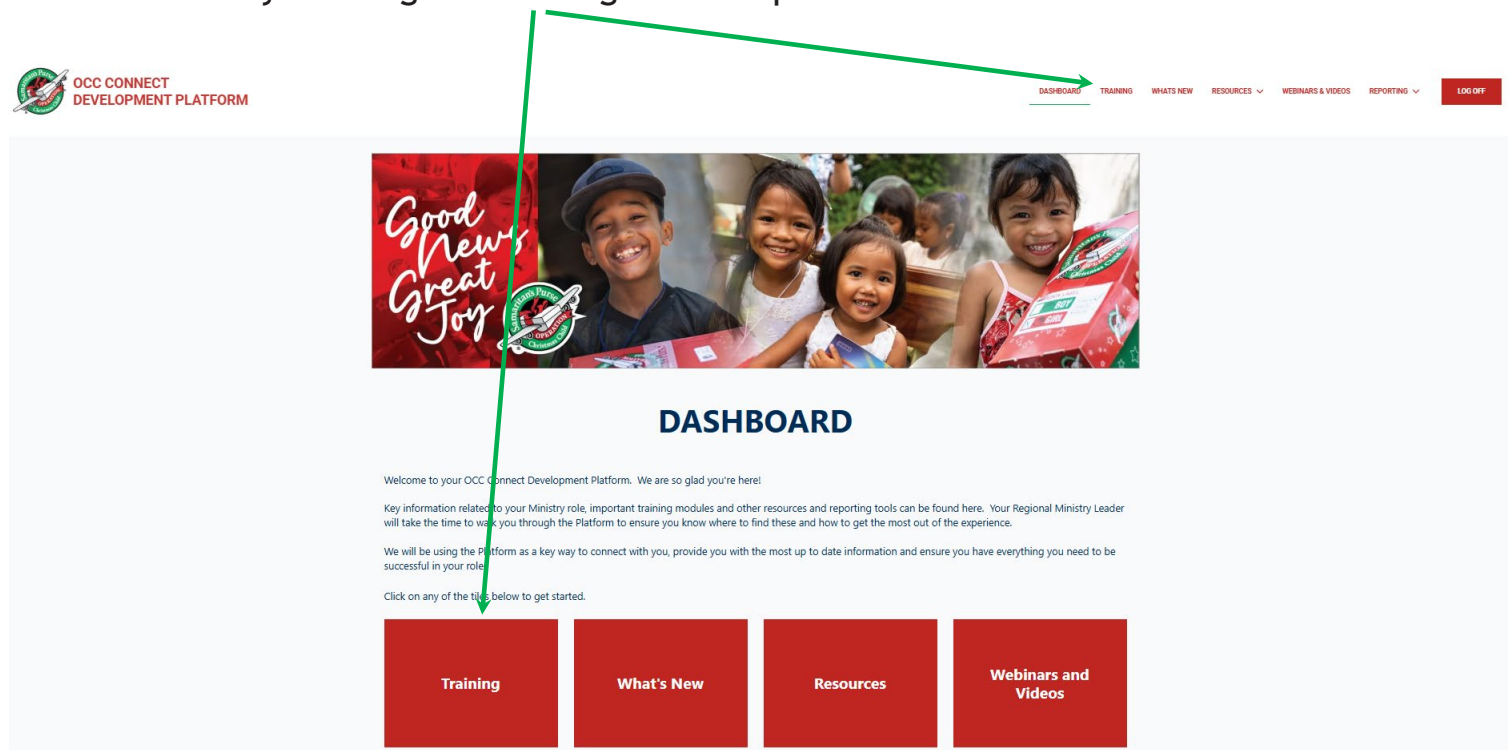 OCC CONNECT
DEVELOPMENT PLATFORM
DASHBOARD TRAINING WHATS NEW RESOURCES WEBINARS & VIDEOS REPORTING LOG OFF
Good
News
Great
Joy
Samaritan's Purse
OPERATION
Christmas Child
BOY
GIRL
DASHBOARD
Welcome to your OCC Connect Development Platform. We are so glad you're here!
Key information related to your Ministry role, important training modules and other resources and reporting tools can be found here. Your Regional Ministry Leader
will take the time to walk you through the Platform to ensure you know where to find these and how to get the most out of the experience.
We will be using the Platform as a key way to connect with you, provide you with the most up to date information and ensure you have everything you need to be
successful in your role.
Click on any of the tiles below to get started.
Training
What's New
Resources
Webinars and
Videos